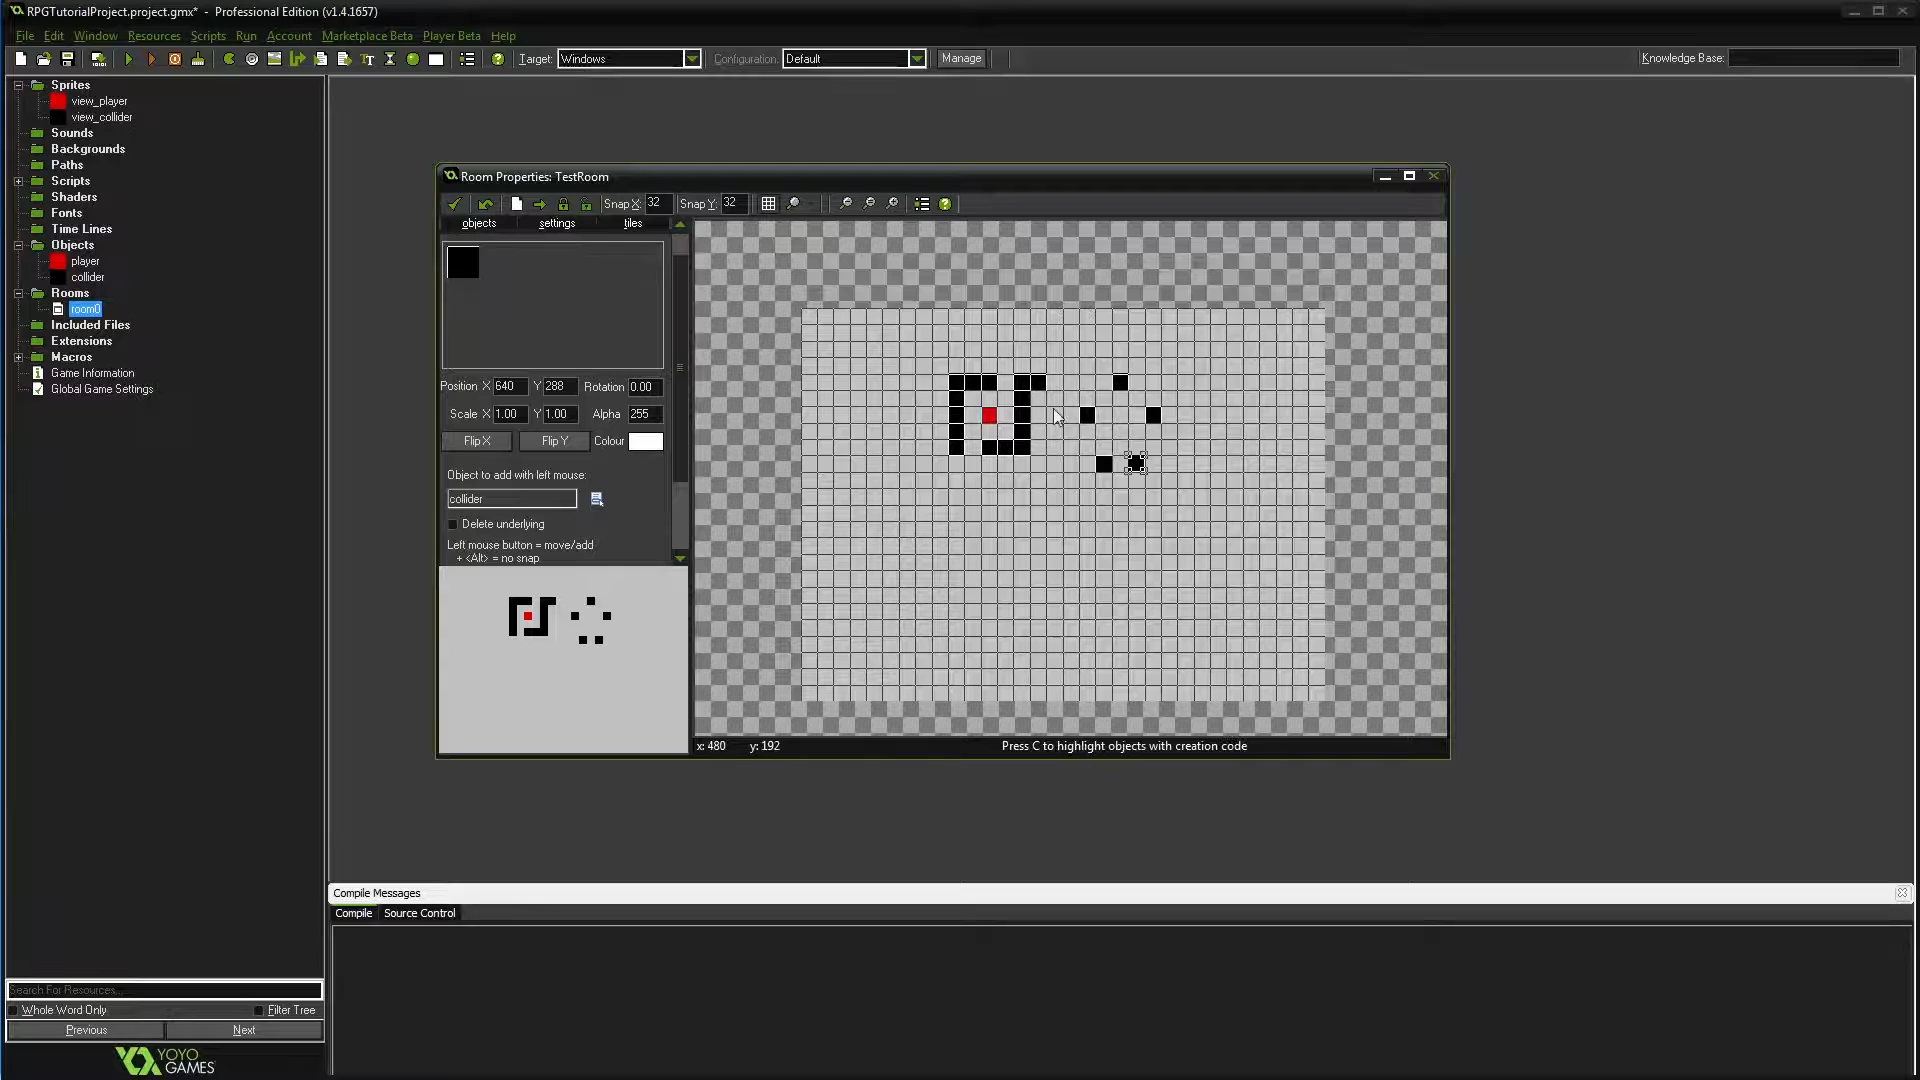 RPGTutorialProject.project.gmx* - Professional Edition (v1.4.1657)
File Edit Window Resources Scripts Run Account Marketplace Beta Player Beta Help
Target: Windows Configuration: Default Manage Knowledge Base:
Sprites
view_player
view_collider
Sounds
Backgrounds
Paths
Scripts
Shaders
Fonts
Time Lines
Objects
player
collider
Rooms
room0
Included Files
Extensions
Macros
Game Information
Global Game Settings
Search For Resources...
Whole Word Only Filter Tree
Previous Next
YOYO
GAMES
Room Properties: TestRoom
Snap X: 32 Snap Y: 32
objects settings tiles
Position X 640 Y 288 Rotation 0.00
Scale X 1.00 Y 1.00 Alpha 255
Flip X Flip Y Colour
Object to add with left mouse:
collider
Delete underlying
Left mouse button = move/add
+ <Alt> = no snap
x: 480 y: 192 Press C to highlight objects with creation code
Compile Messages
Compile Source Control